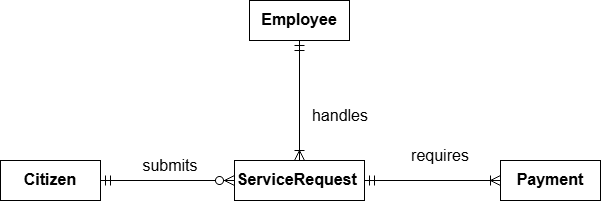 Employee
handles
submits
requires
Citizen
ServiceRequest
Payment